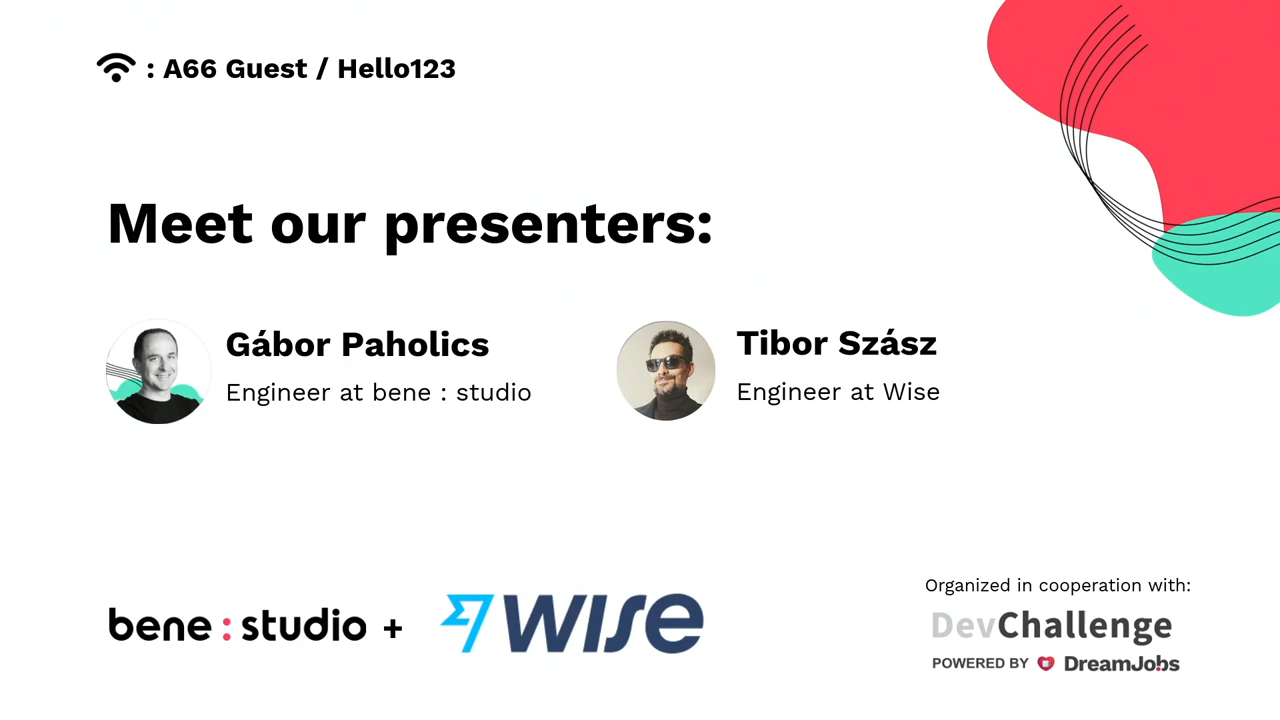 : A66 Guest / Hello123
Meet our presenters:
Gábor Paholics
Engineer at bene : studio
Tibor Szász
Engineer at Wise
bene : studio + wise
Organized in cooperation with:
DevChallenge
POWERED BY DreamJobs